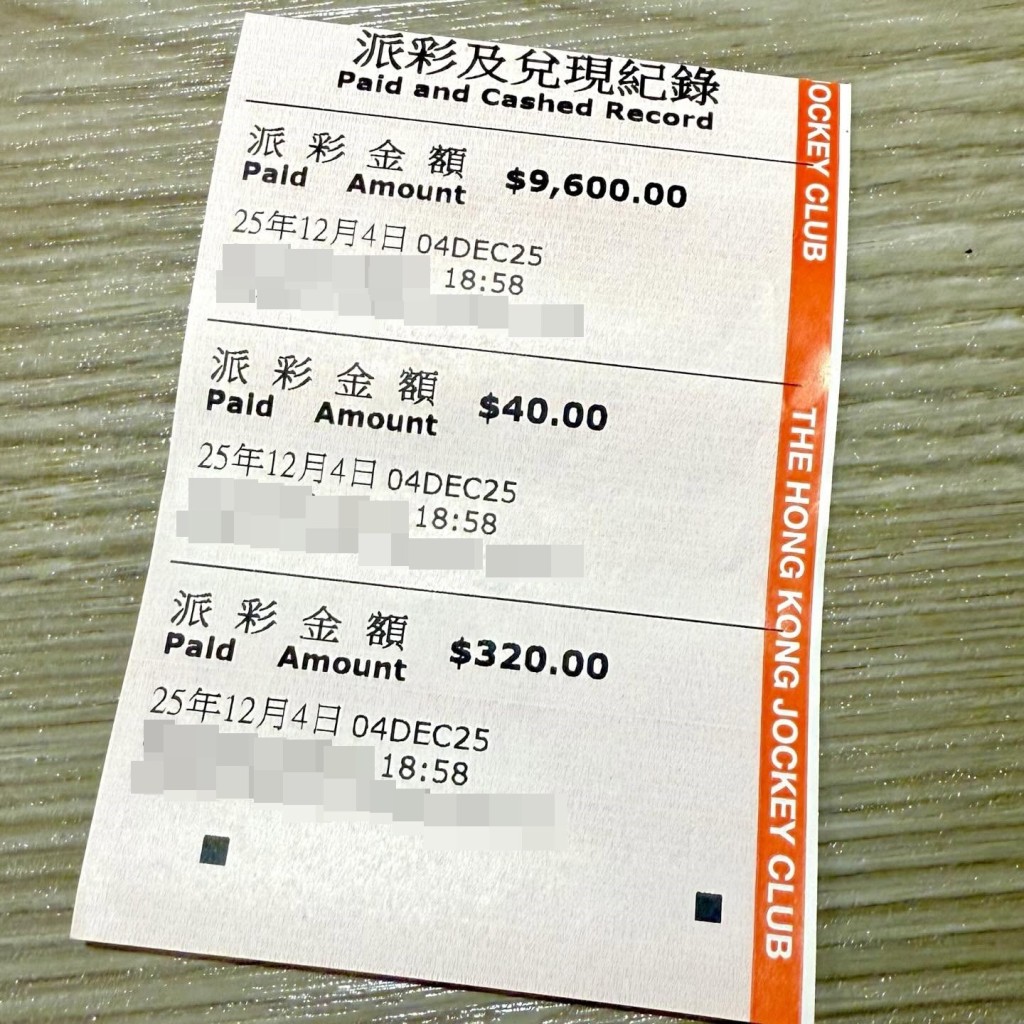 派彩及兌現紀錄
Paid and Cashed Record
派彩金額
Paid Amount $9,600.00
25年12月4日 04DEC25
18:58
派彩金額
Paid Amount $40.00
25年12月4日 04DEC25
18:58
派彩金額
Paid Amount $320.00
25年12月4日 04DEC25
18:58
JOCKEY CLUB
THE HONG KONG JOCKEY CLUB